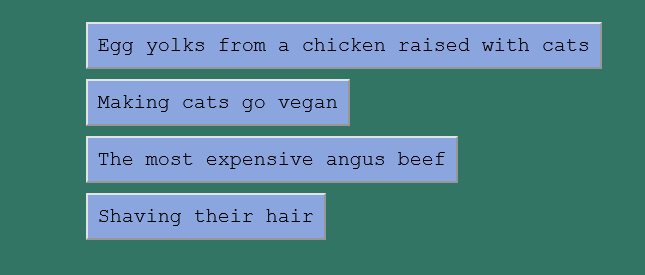 Egg yolks from a chicken raised with cats
Making cats go vegan
The most expensive angus beef
Shaving their hair